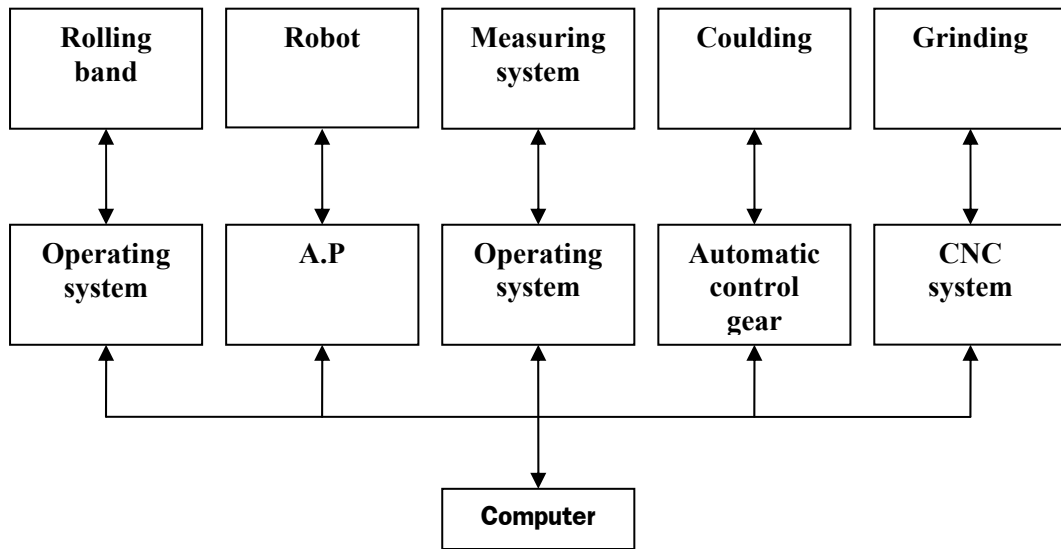 Rolling
band
Robot
Measuring
system
Coulding
Grinding
Operating
system
A.P
Operating
system
Automatic
control
gear
CNC
system
Computer